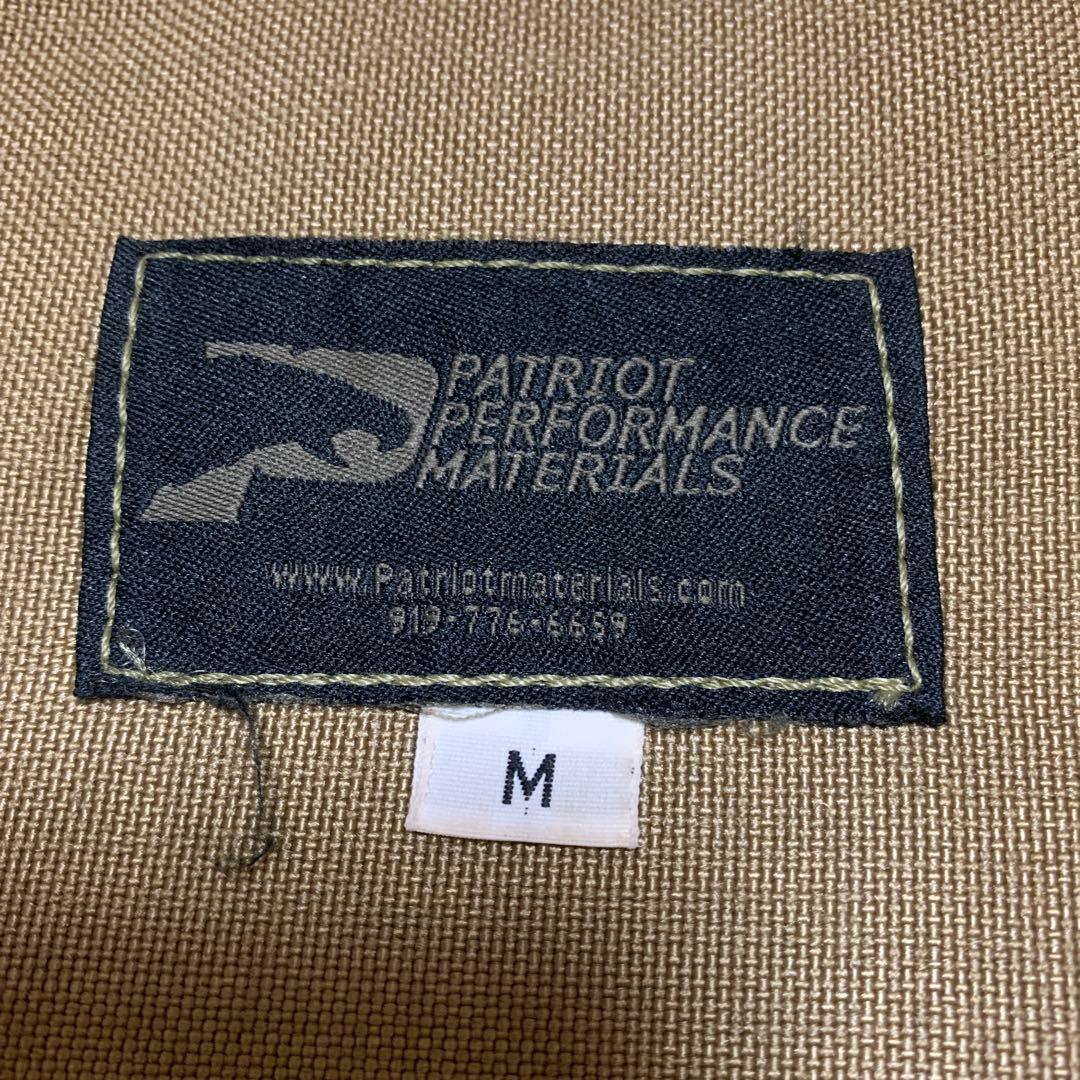 PATRIOT
PERFORMANCE
MATERIALS
www.Patriotmaterials.com
919-776-6659
M